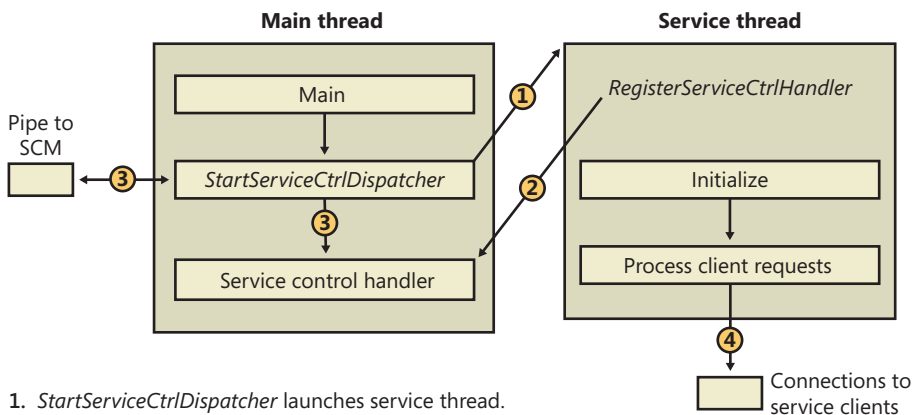 Main thread
Service thread
Main
1
RegisterServiceCtrlHandler
Pipe to
SCM
3
StartServiceCtrlDispatcher
2
Initialize
3
Service control handler
Process client requests
4
Connections to
service clients
1. StartServiceCtrlDispatcher launches service thread.